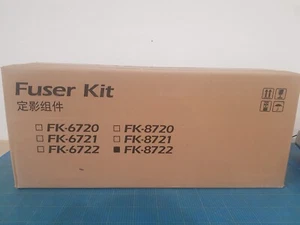 Fuser Kit
定影组件
□ FK-6720 □ FK-8720
□ FK-6721 □ FK-8721
□ FK-6722 ■ FK-8722